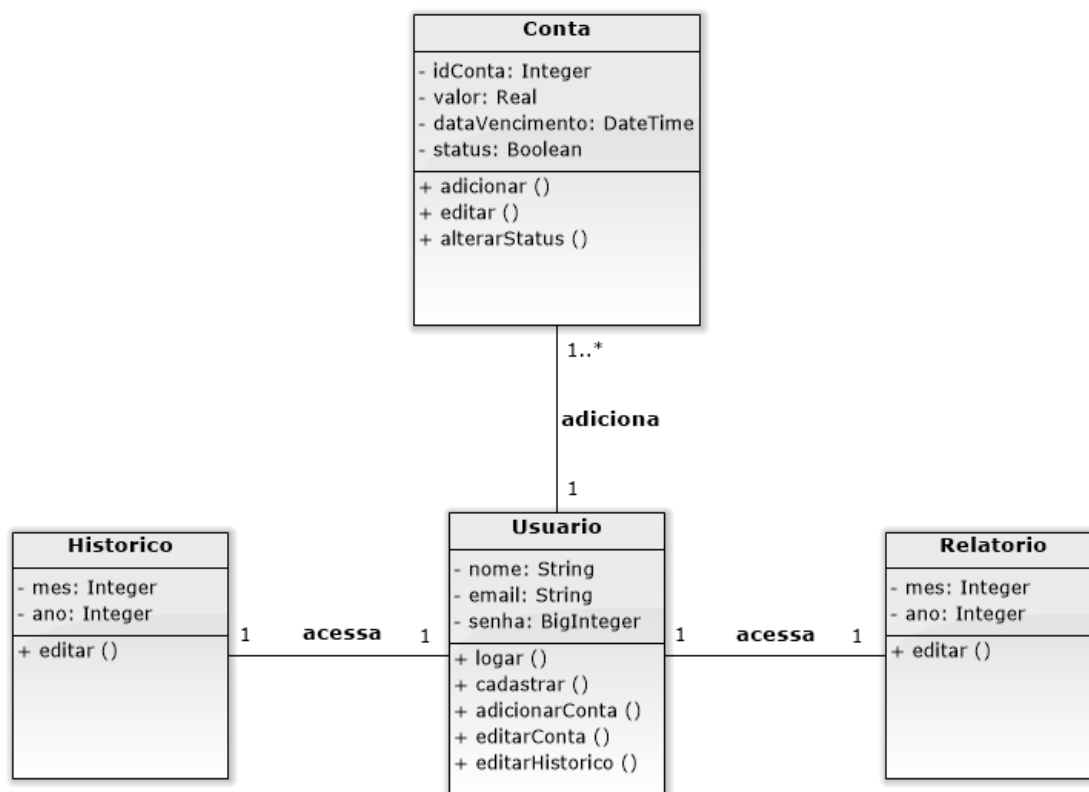 Conta
- idConta: Integer
- valor: Real
- dataVencimento: DateTime
- status: Boolean
+ adicionar ()
+ editar ()
+ alterarStatus ()
1..*
adiciona
1
Historico
- mes: Integer
- ano: Integer
+ editar ()
1
acessa
1
Usuario
- nome: String
- email: String
- senha: BigInteger
+ logar ()
+ cadastrar ()
+ adicionarConta ()
+ editarConta ()
+ editarHistorico ()
1
acessa
1
Relatorio
- mes: Integer
- ano: Integer
+ editar ()